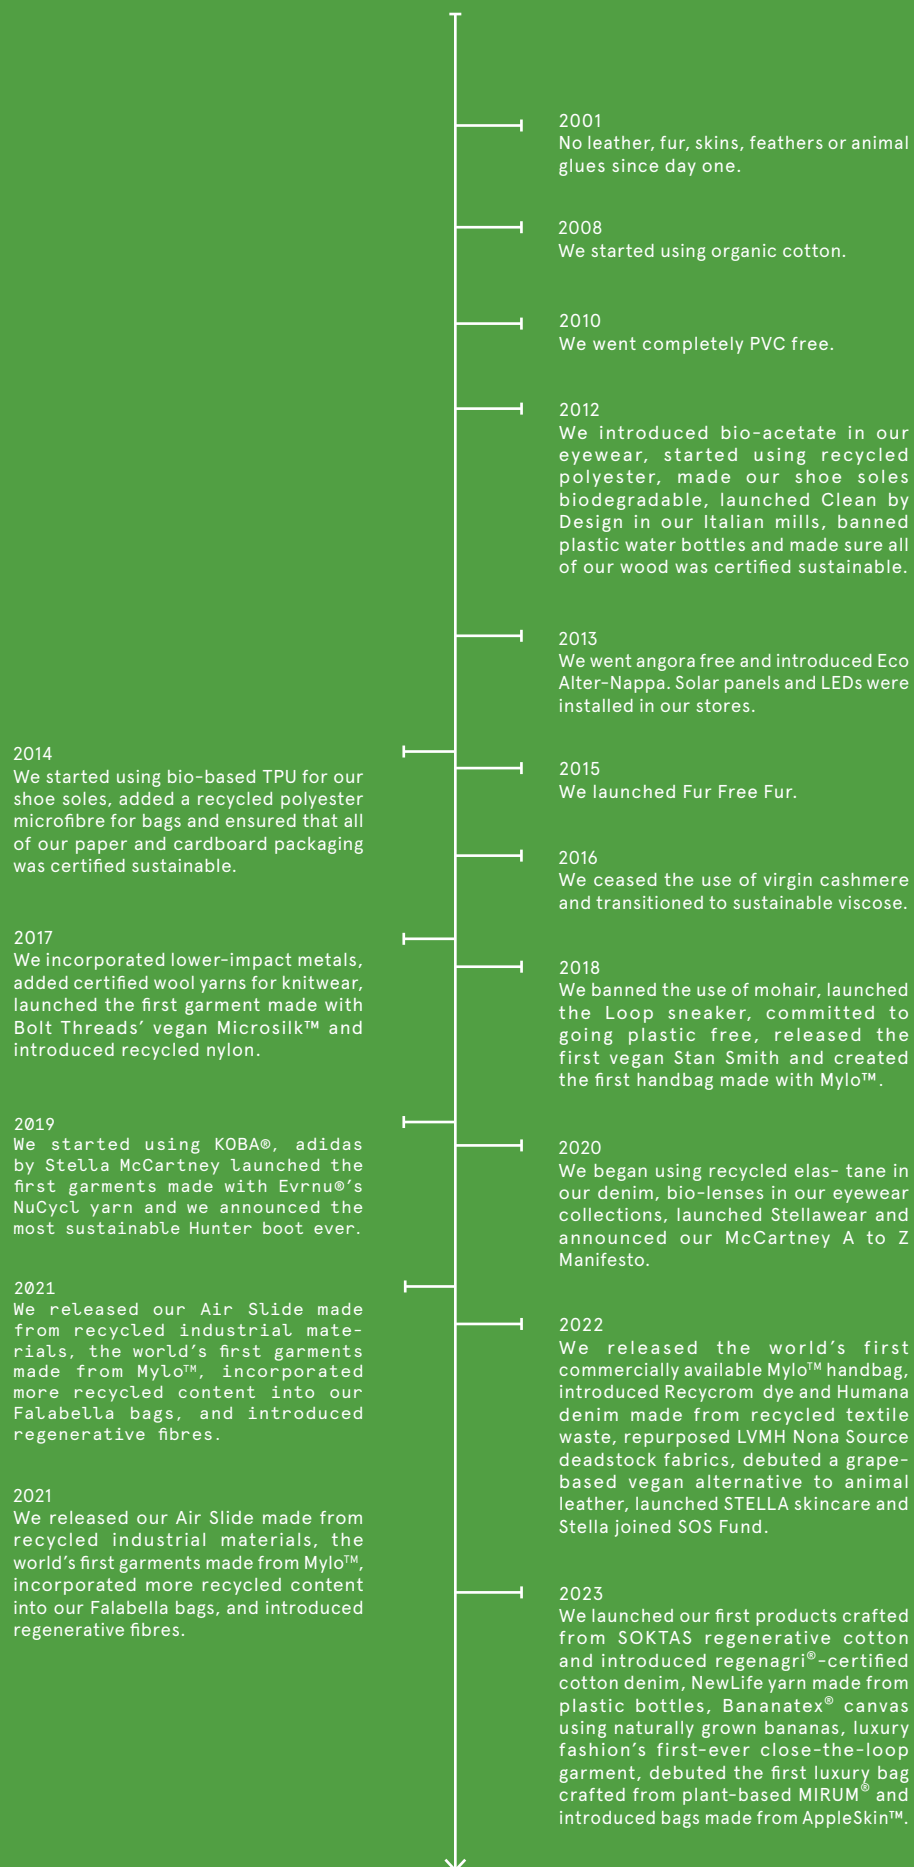 2001
No leather, fur, skins, feathers or animal
glues since day one.
2008
We started using organic cotton.
2010
We went completely PVC free.
2012
We introduced bio-acetate in our
eyewear, started using recycled
polyester, made our shoe soles
biodegradable, launched Clean by
Design in our Italian mills, banned
plastic water bottles and made sure all
of our wood was certified sustainable.
2013
We went angora free and introduced Eco
Alter-Nappa. Solar panels and LEDs were
installed in our stores.
2014
We started using bio-based TPU for our
shoe soles, added a recycled polyester
microfibre for bags and ensured that all
of our paper and cardboard packaging
was certified sustainable.
2015
We launched Fur Free Fur.
2016
We ceased the use of virgin cashmere
and transitioned to sustainable viscose.
2017
We incorporated lower-impact metals,
added certified wool yarns for knitwear,
launched the first garment made with
Bolt Threads’ vegan Microsilk™ and
introduced recycled nylon.
2018
We banned the use of mohair, launched
the Loop sneaker, committed to
going plastic free, released the
first vegan Stan Smith and created
the first handbag made with Mylo™.
2019
We started using KOBA®, adidas
by Stella McCartney launched the
first garments made with Evrnu®’s
NuCycl yarn and we announced the
most sustainable Hunter boot ever.
2020
We began using recycled elas- tane in
our denim, bio-lenses in our eyewear
collections, launched Stellawear and
announced our McCartney A to Z
Manifesto.
2021
We released our Air Slide made
from recycled industrial mate-
rials, the world’s first garments
made from Mylo™, incorporated
more recycled content into our
Falabella bags, and introduced
regenerative fibres.
2022
We released the world’s first
commercially available Mylo™ handbag,
introduced Recycrom dye and Humana
denim made from recycled textile
waste, repurposed LVMH Nona Source
deadstock fabrics, debuted a grape-
based vegan alternative to animal
leather, launched STELLA skincare and
Stella joined SOS Fund.
2021
We released our Air Slide made from
recycled industrial materials, the
world’s first garments made from Mylo™,
incorporated more recycled content
into our Falabella bags, and introduced
regenerative fibres.
2023
We launched our first products crafted
from SOKTAS regenerative cotton
and introduced regenagri®-certified
cotton denim, NewLife yarn made from
plastic bottles, Bananatex® canvas
using naturally grown bananas, luxury
fashion’s first-ever close-the-loop
garment, debuted the first luxury bag
crafted from plant-based MIRUM® and
introduced bags made from AppleSkin™.